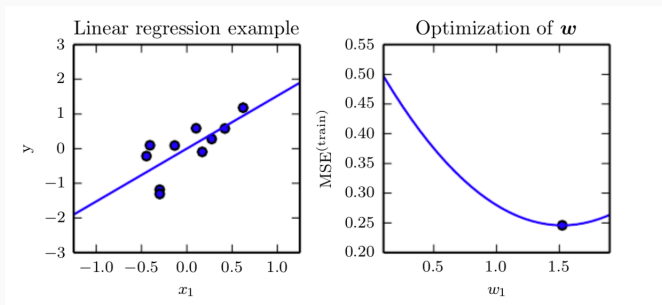 Linear regression example
3
2
1
0
−1
−2
−3
y
−1.0 −0.5 0.0 0.5 1.0
x1
Optimization of w
0.55
0.50
0.45
0.40
0.35
0.30
0.25
0.20
MSE(train)
0.5 1.0 1.5
w1